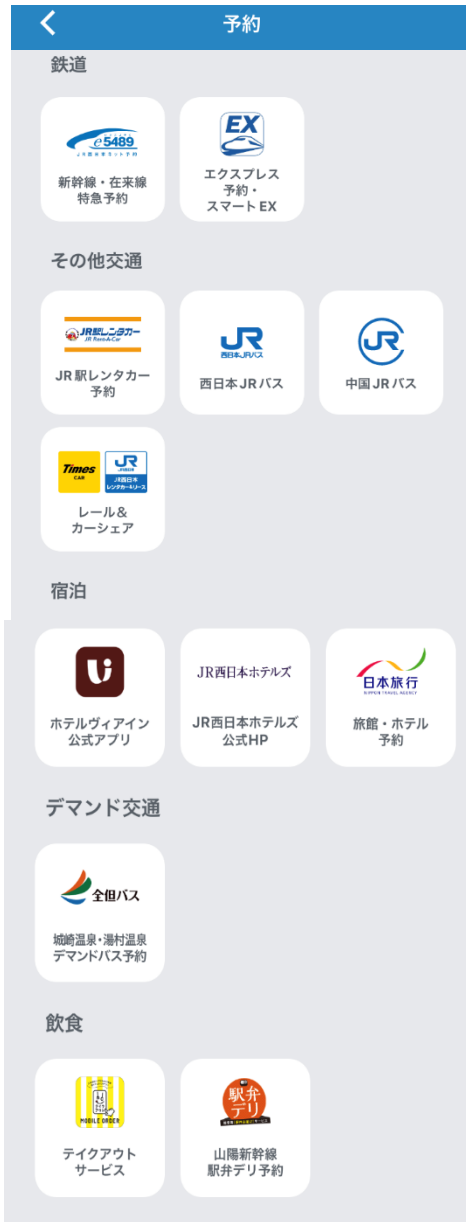 予約
鉄道
e5489
新幹線・在来線
特急予約
EX
エクスプレス
予約・
スマートEX
その他交通
JR駅レンタカー
JR Rent-A-Car
JR駅レンタカー
予約
JR
西日本JRバス
西日本JRバス
JR
中国JRバス
Times
CAR
JR
JR西日本
レンタカー&リース
レール&
カーシェア
宿泊
ホテルヴィアイン
公式アプリ
JR西日本ホテルズ
JR西日本ホテルズ
公式HP
日本旅行
NIPPON TRAVEL AGENCY
旅館・ホテル
予約
デマンド交通
全但バス
城崎温泉・湯村温泉
デマンドバス予約
飲食
MOBILE ORDER
テイクアウト
サービス
駅弁
デリ
山陽新幹線
駅弁デリ予約